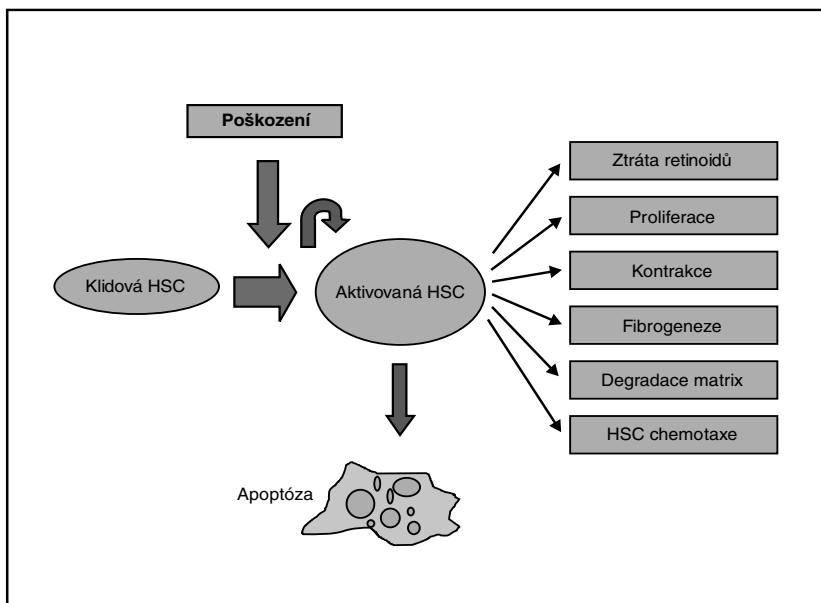 Poškození
Klidová HSC
Aktivovaná HSC
Ztráta retinoidů
Proliferace
Kontrakce
Fibrogeneze
Degradace matrix
HSC chemotaxe
Apoptóza